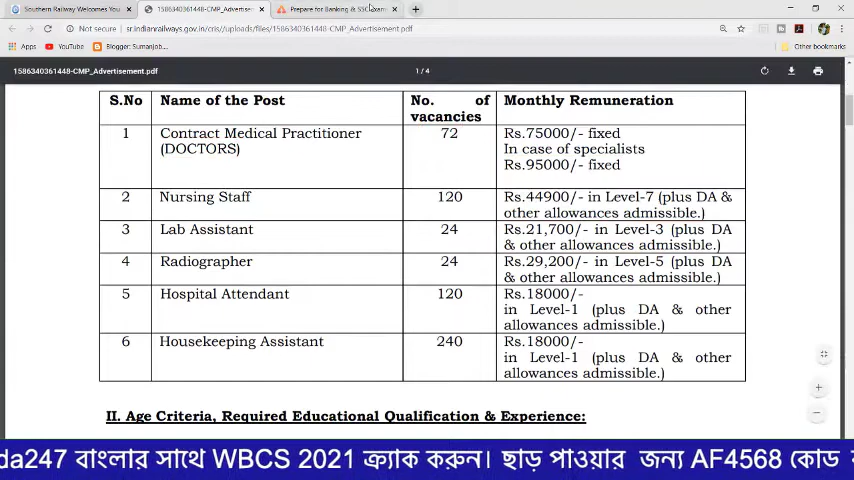 Southern Railway Welcomes You
1586340361448-CMP_Advertisemen
Prepare for Banking & SSC Exam
Not secure | sr.indianrailways.gov.in/cris//uploads/files/1586340361448-CMP_Advertisement.pdf
Apps YouTube Blogger: Sumanjob... Other bookmarks
1586340361448-CMP_Advertisement.pdf 1 / 4
S.No Name of the Post No. of vacancies Monthly Remuneration
1 Contract Medical Practitioner (DOCTORS) 72 Rs.75000/- fixed
In case of specialists
Rs.95000/- fixed
2 Nursing Staff 120 Rs.44900/- in Level-7 (plus DA &
other allowances admissible.)
3 Lab Assistant 24 Rs.21,700/- in Level-3 (plus DA
& other allowances admissible.)
4 Radiographer 24 Rs.29,200/- in Level-5 (plus DA
& other allowances admissible.)
5 Hospital Attendant 120 Rs.18000/-
in Level-1 (plus DA & other
allowances admissible.)
6 Housekeeping Assistant 240 Rs.18000/-
in Level-1 (plus DA & other
allowances admissible.)
II. Age Criteria, Required Educational Qualification & Experience:
da247 বাংলার সাথে WBCS 2021 ক্র্যাক করুন। ছাড় পাওয়ার জন্য AF4568 কোড